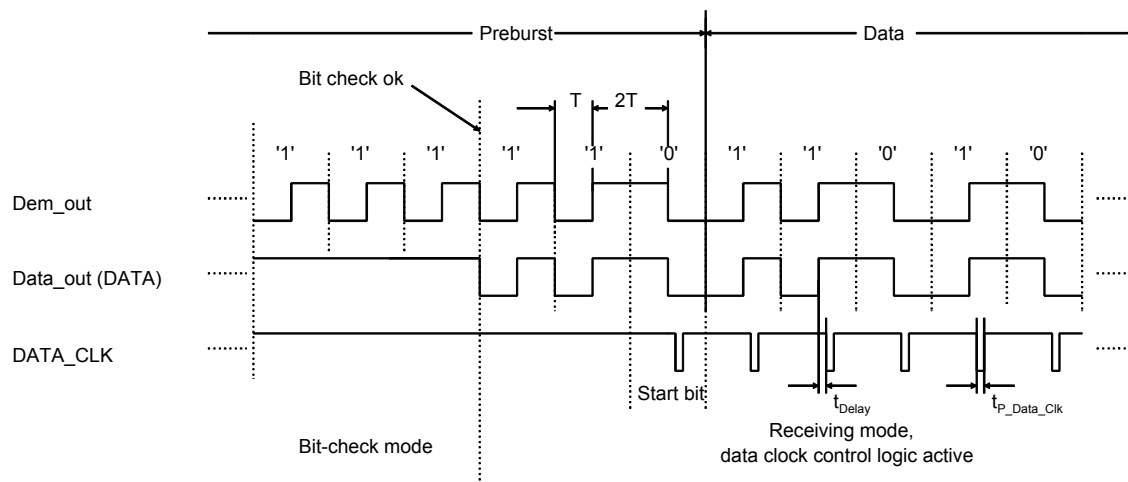 Preburst Data
Bit check ok
T 2T
'1' '1' '1' '1' '1' '0' '1' '1' '0' '1' '0'
Dem_out
Data_out (DATA)
DATA_CLK
Start bit
tDelay tP_Data_Clk
Bit-check mode
Receiving mode,
data clock control logic active